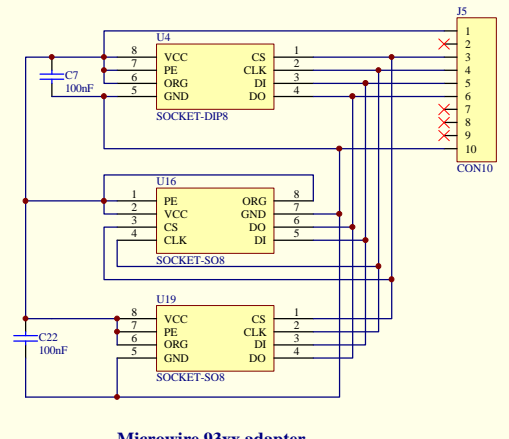 J5
U4
1
2
3
4
5
6
7
8
9
10
CON10
8 VCC CS 1
7 PE CLK 2
6 ORG DI 3
5 GND DO 4
SOCKET-DIP8
C7
100nF
U16
1 PE ORG 8
2 VCC GND 7
3 CS DO 6
4 CLK DI 5
SOCKET-SO8
U19
8 VCC CS 1
7 PE CLK 2
6 ORG DI 3
5 GND DO 4
SOCKET-SO8
C22
100nF
Microwire 93xx adapter